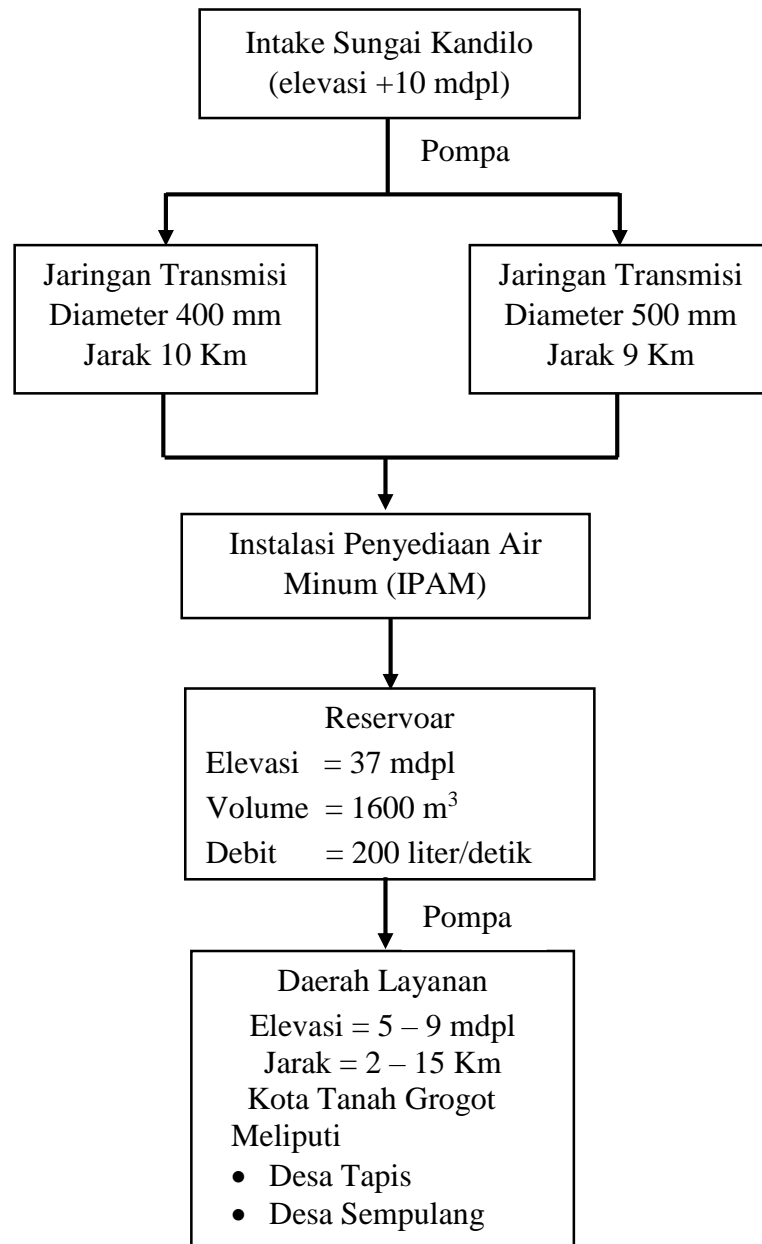 Intake Sungai Kandilo
(elevasi +10 mdpl)
Pompa
Jaringan Transmisi
Diameter 400 mm
Jarak 10 Km
Jaringan Transmisi
Diameter 500 mm
Jarak 9 Km
Instalasi Penyediaan Air
Minum (IPAM)
Reservoar
Elevasi = 37 mdpl
Volume = 1600 m³
Debit = 200 liter/detik
Pompa
Daerah Layanan
Elevasi = 5 – 9 mdpl
Jarak = 2 – 15 Km
Kota Tanah Grogot
Meliputi
• Desa Tapis
• Desa Sempulang